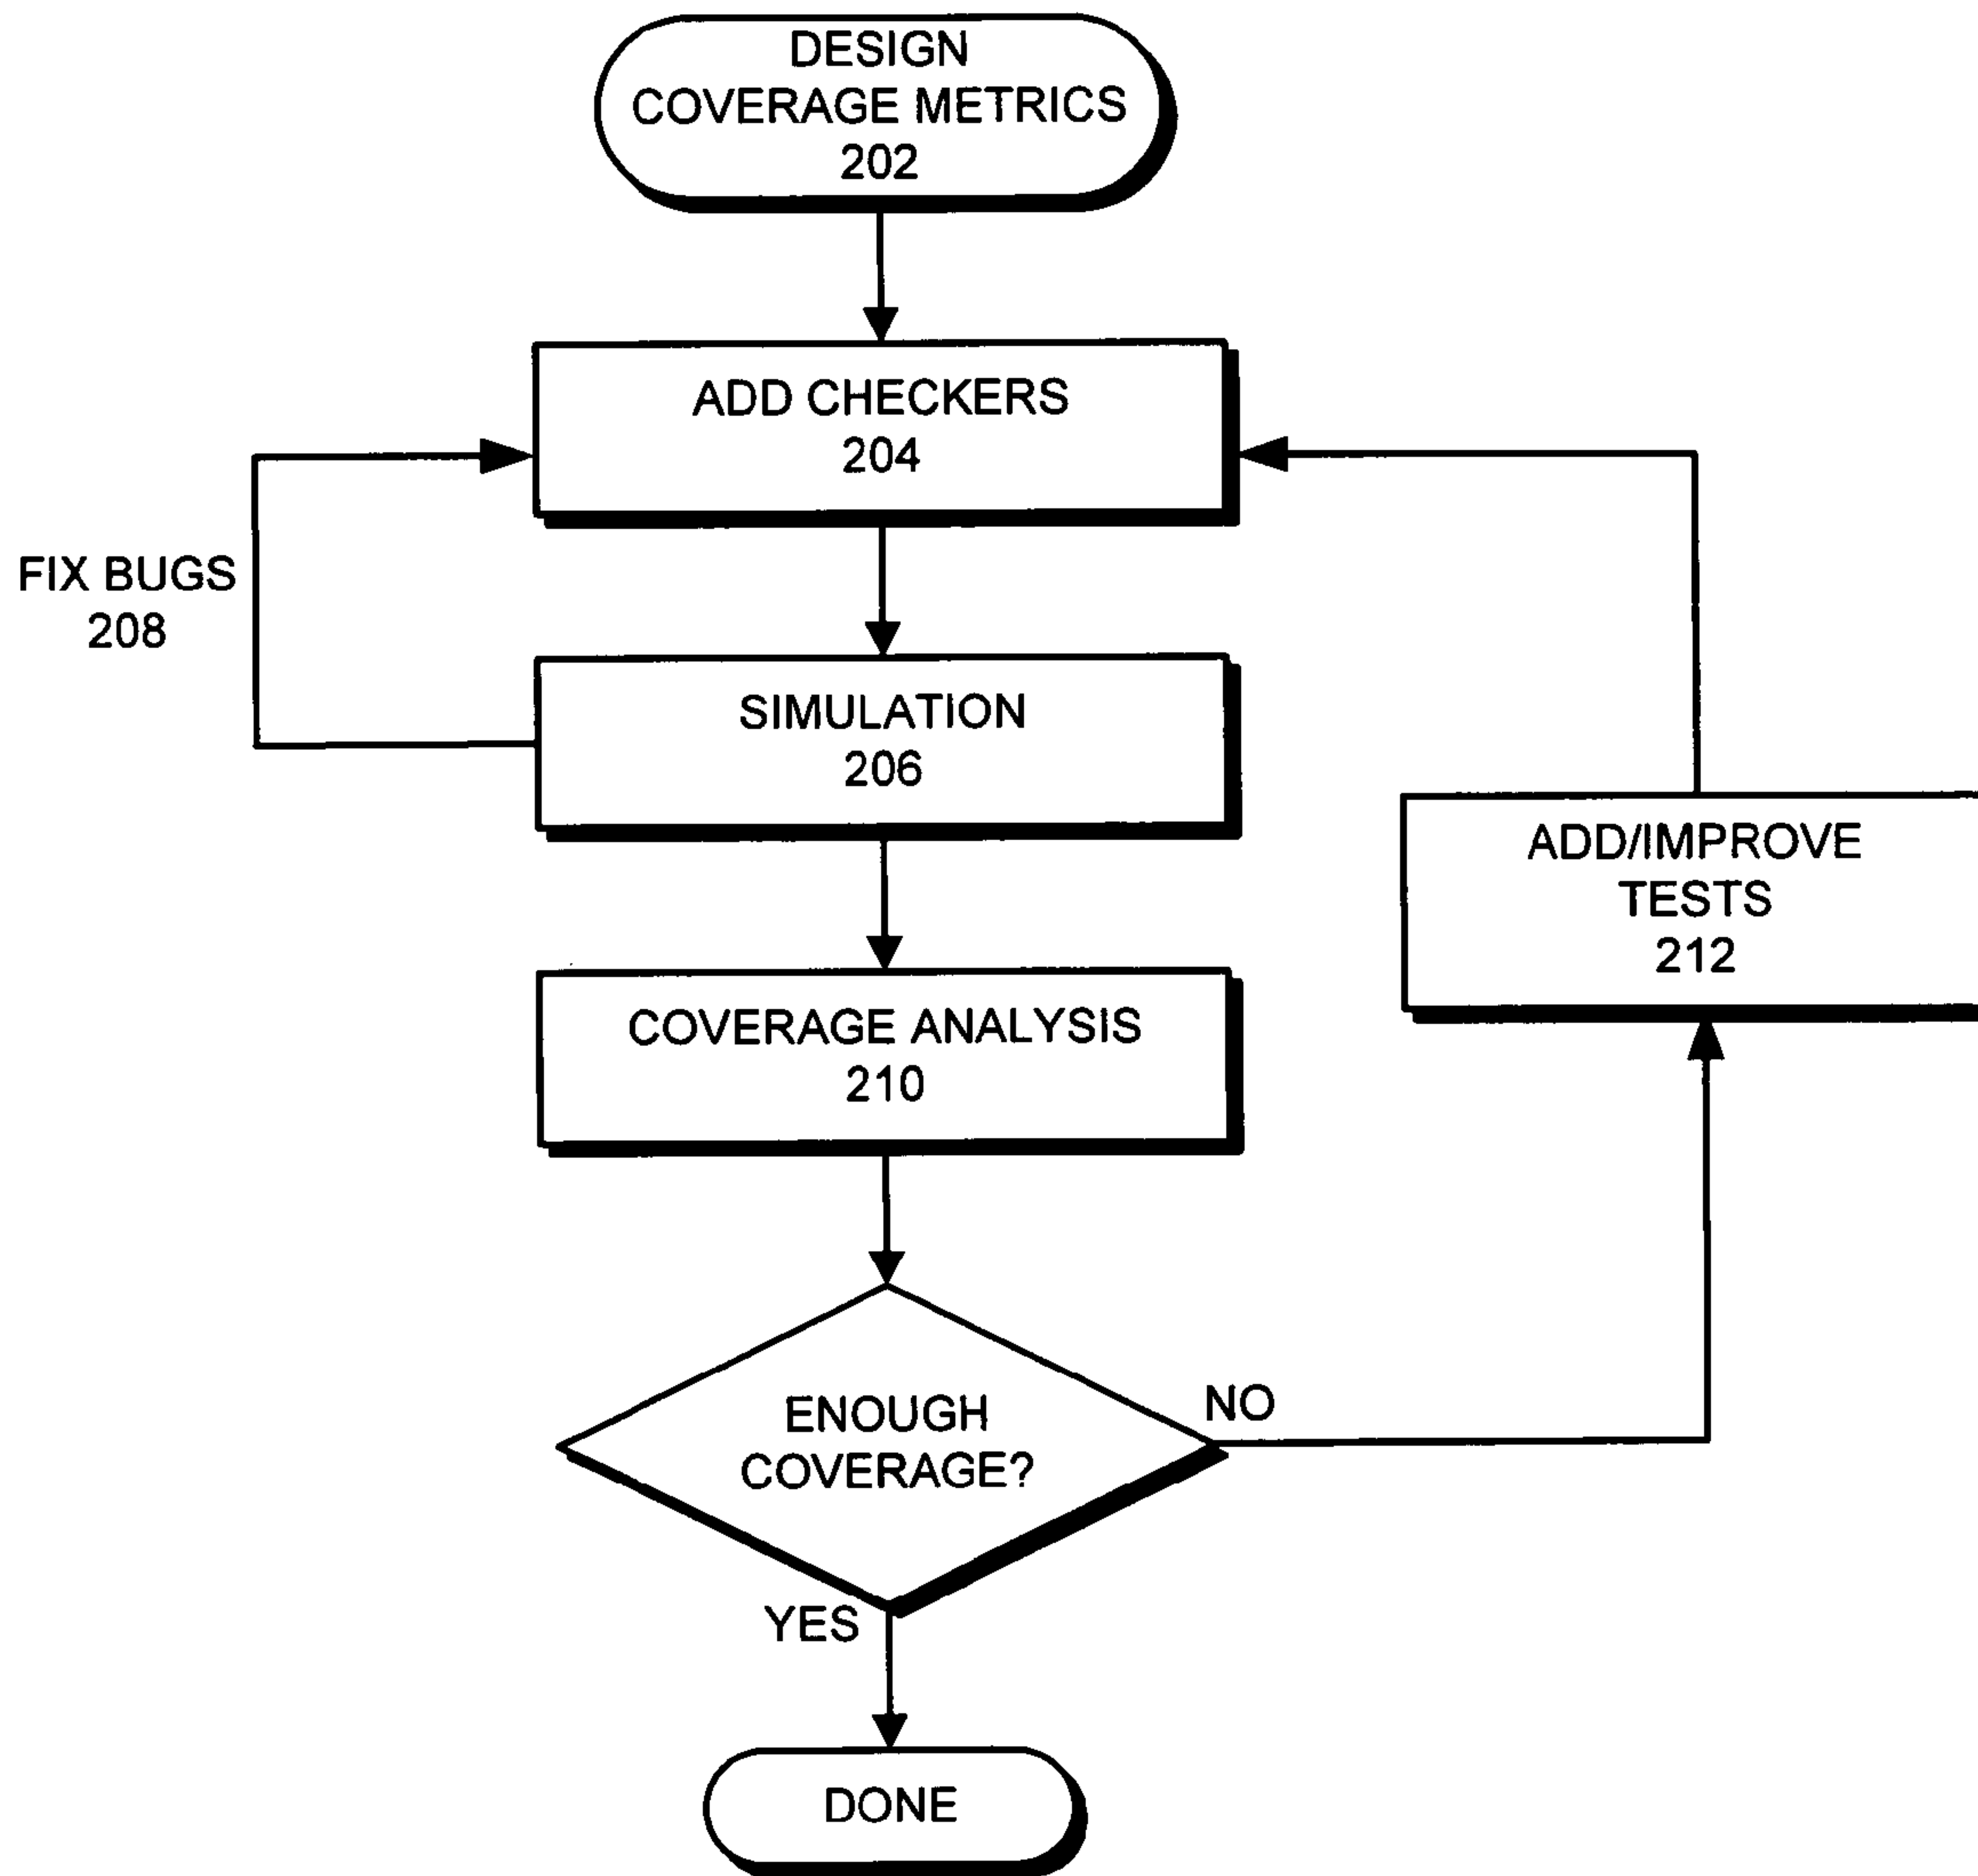 DESIGN
COVERAGE METRICS
202
ADD CHECKERS
204
FIX BUGS
208
SIMULATION
206
ADD/IMPROVE
TESTS
212
COVERAGE ANALYSIS
210
ENOUGH
COVERAGE?
NO
YES
DONE